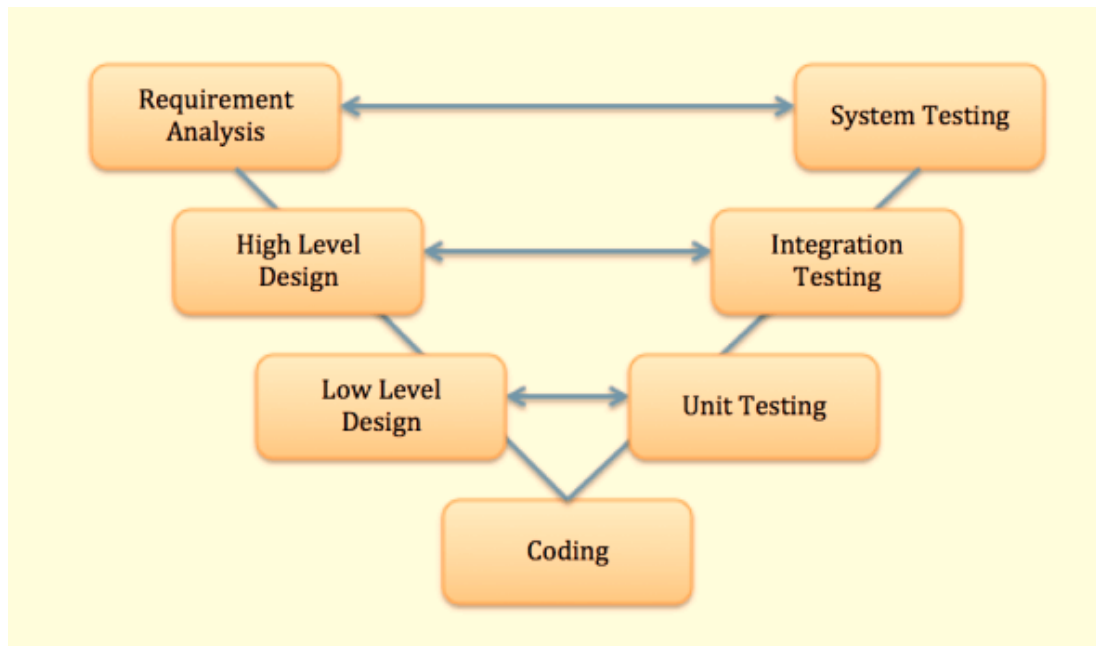 Requirement
Analysis
System Testing
High Level
Design
Integration
Testing
Low Level
Design
Unit Testing
Coding